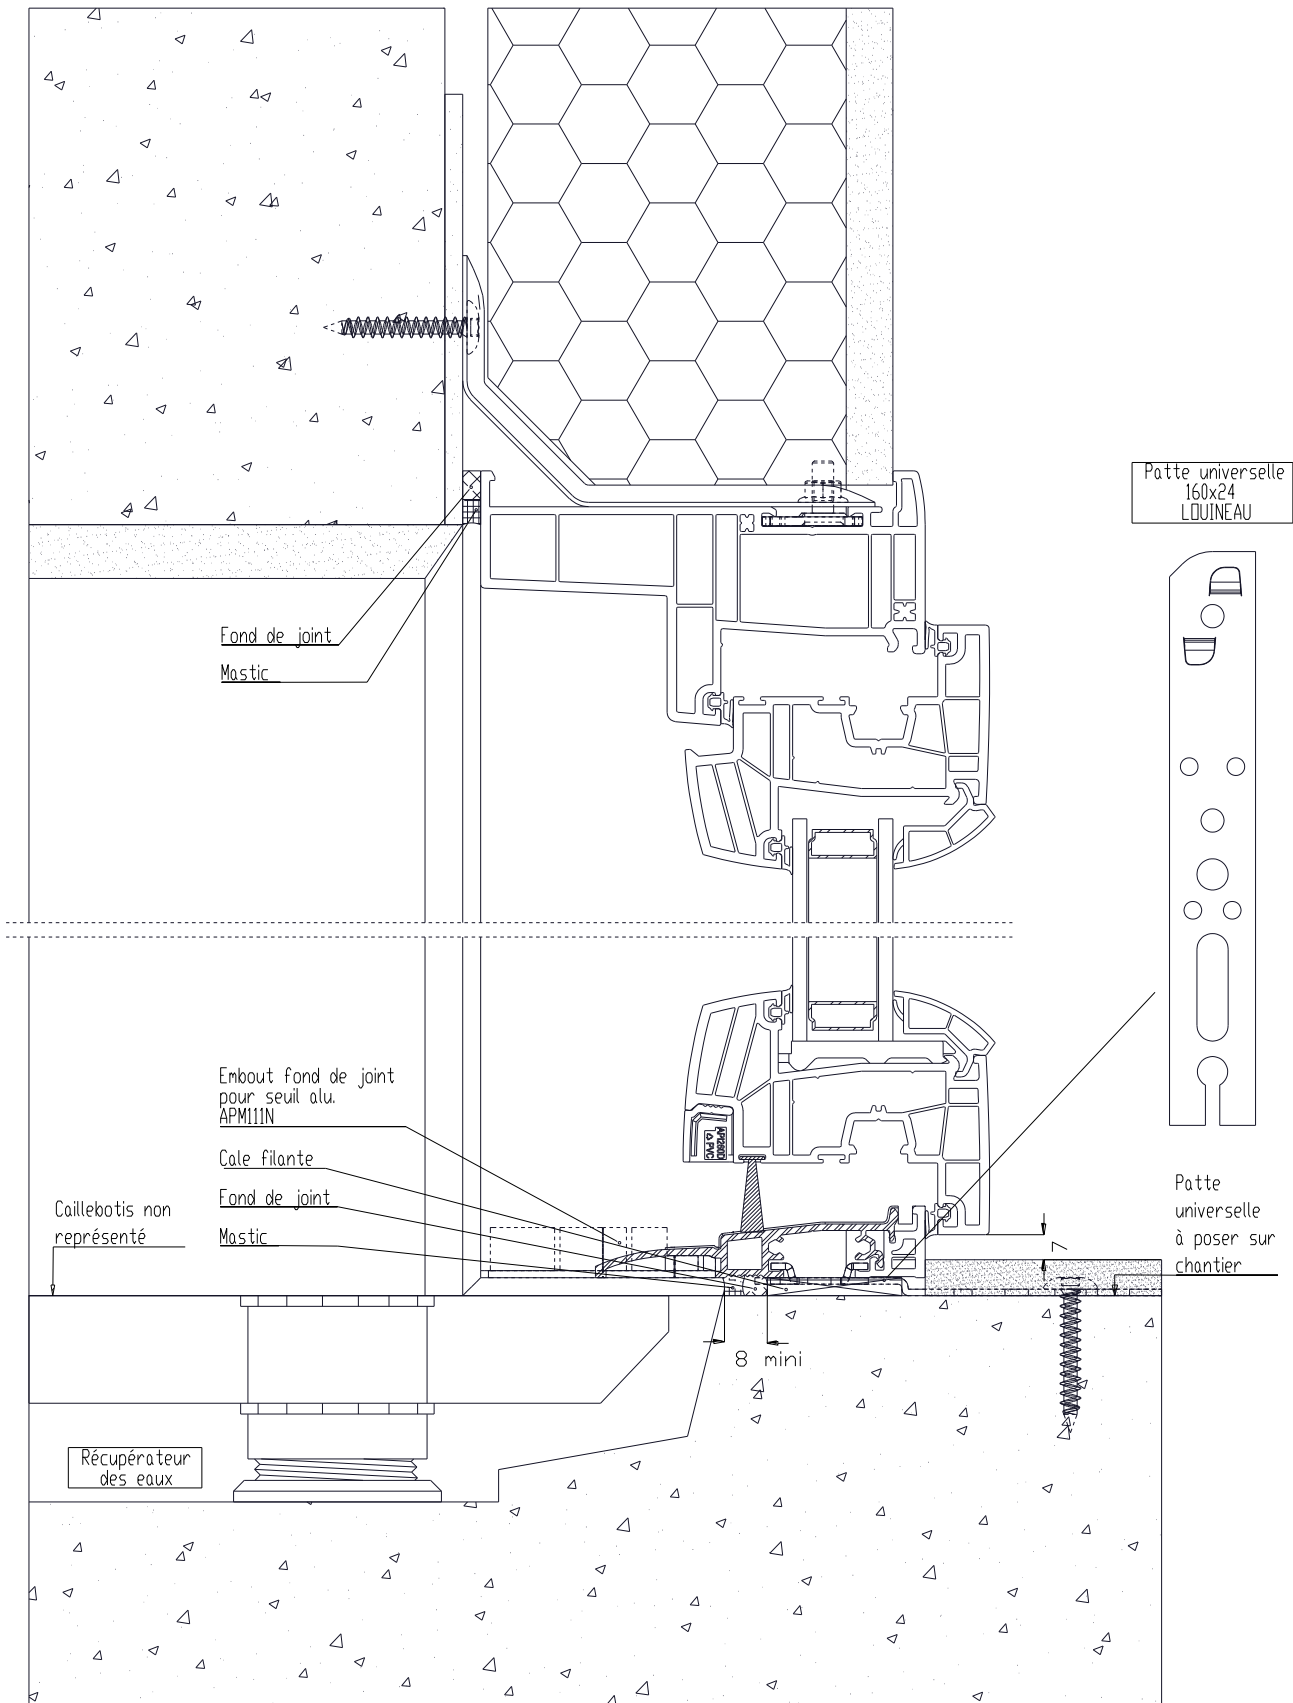 Patte universelle
160x24
LOUINEAU
Fond de joint
Mastic
Embout fond de joint
pour seuil alu.
APM111N
Cale filante
Fond de joint
Mastic
Caillebotis non
représenté
Patte
universelle
à poser sur
chantier
7
8 mini
Récupérateur
des eaux